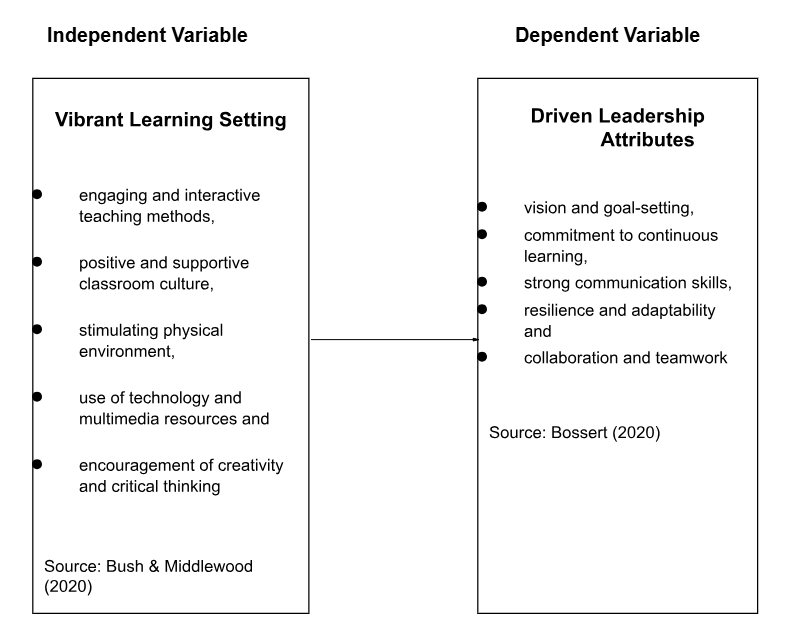 Independent Variable
Dependent Variable
Vibrant Learning Setting
engaging and interactive
teaching methods,
positive and supportive
classroom culture,
stimulating physical
environment,
use of technology and
multimedia resources and
encouragement of creativity
and critical thinking
Source: Bush & Middlewood
(2020)
Driven Leadership
Attributes
vision and goal-setting,
commitment to continuous
learning,
strong communication skills,
resilience and adaptability
and
collaboration and teamwork
Source: Bossert (2020)